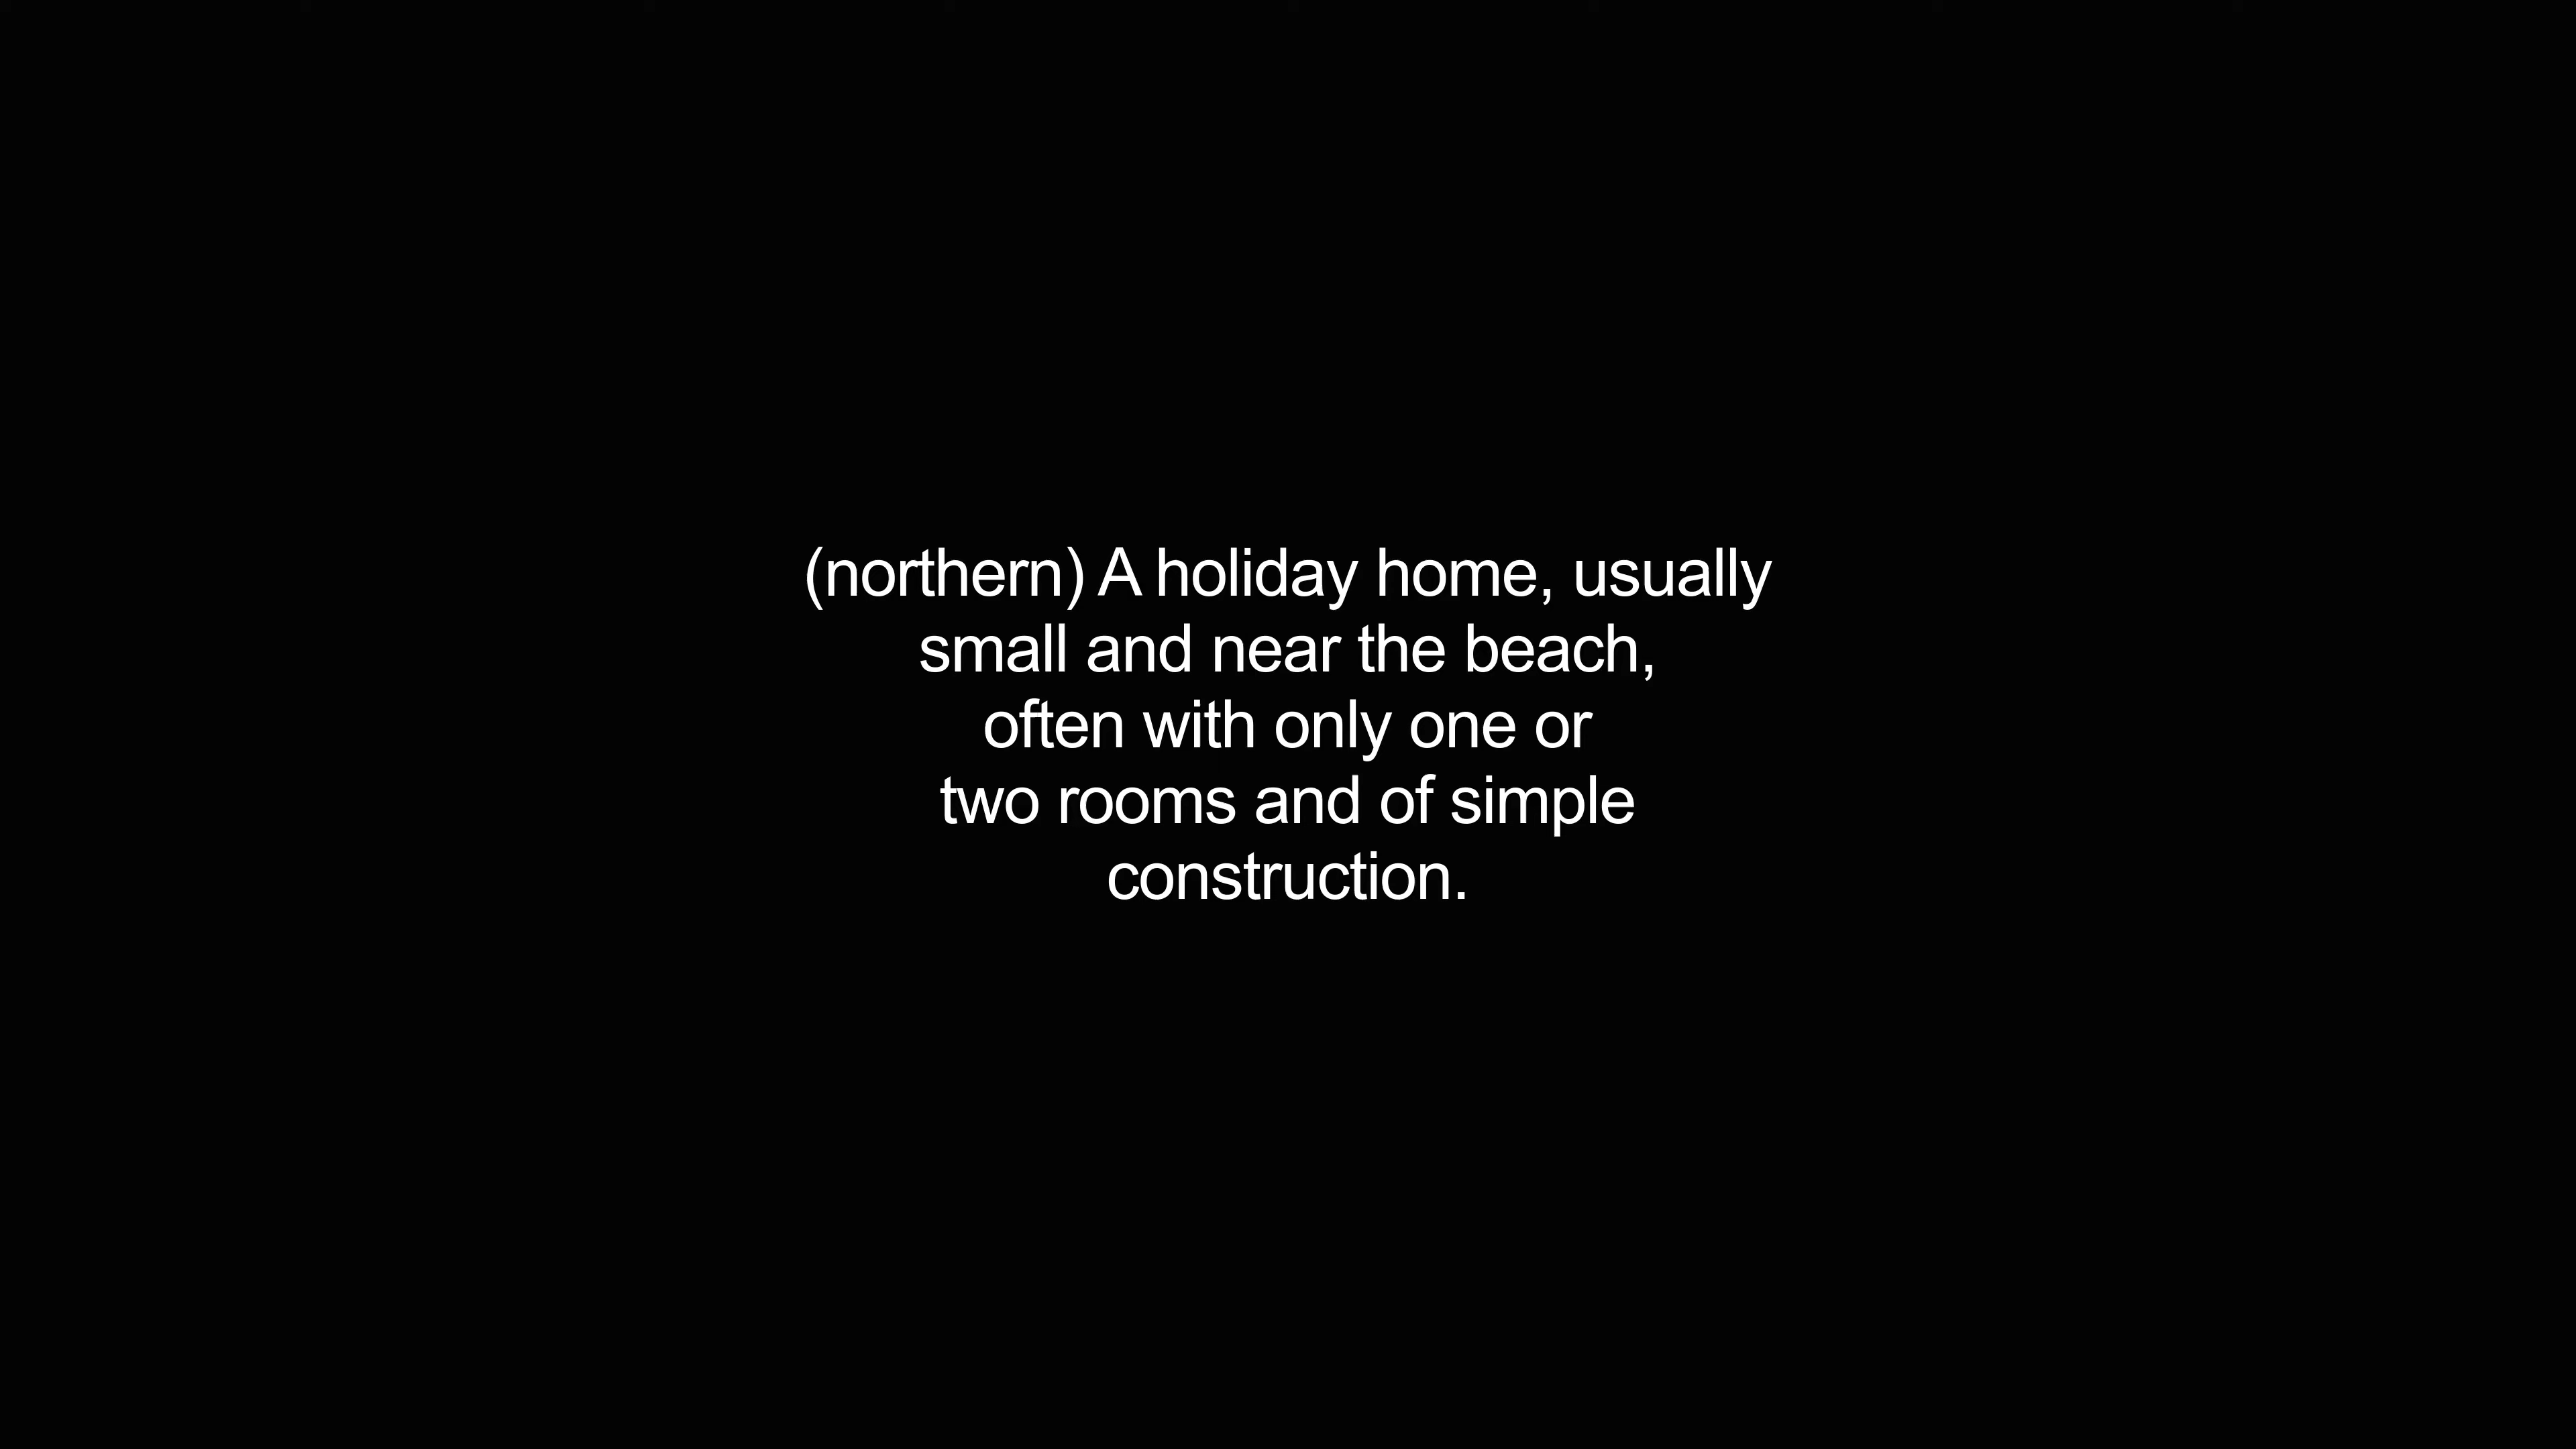 (northern) A holiday home, usually
small and near the beach,
often with only one or
two rooms and of simple
construction.